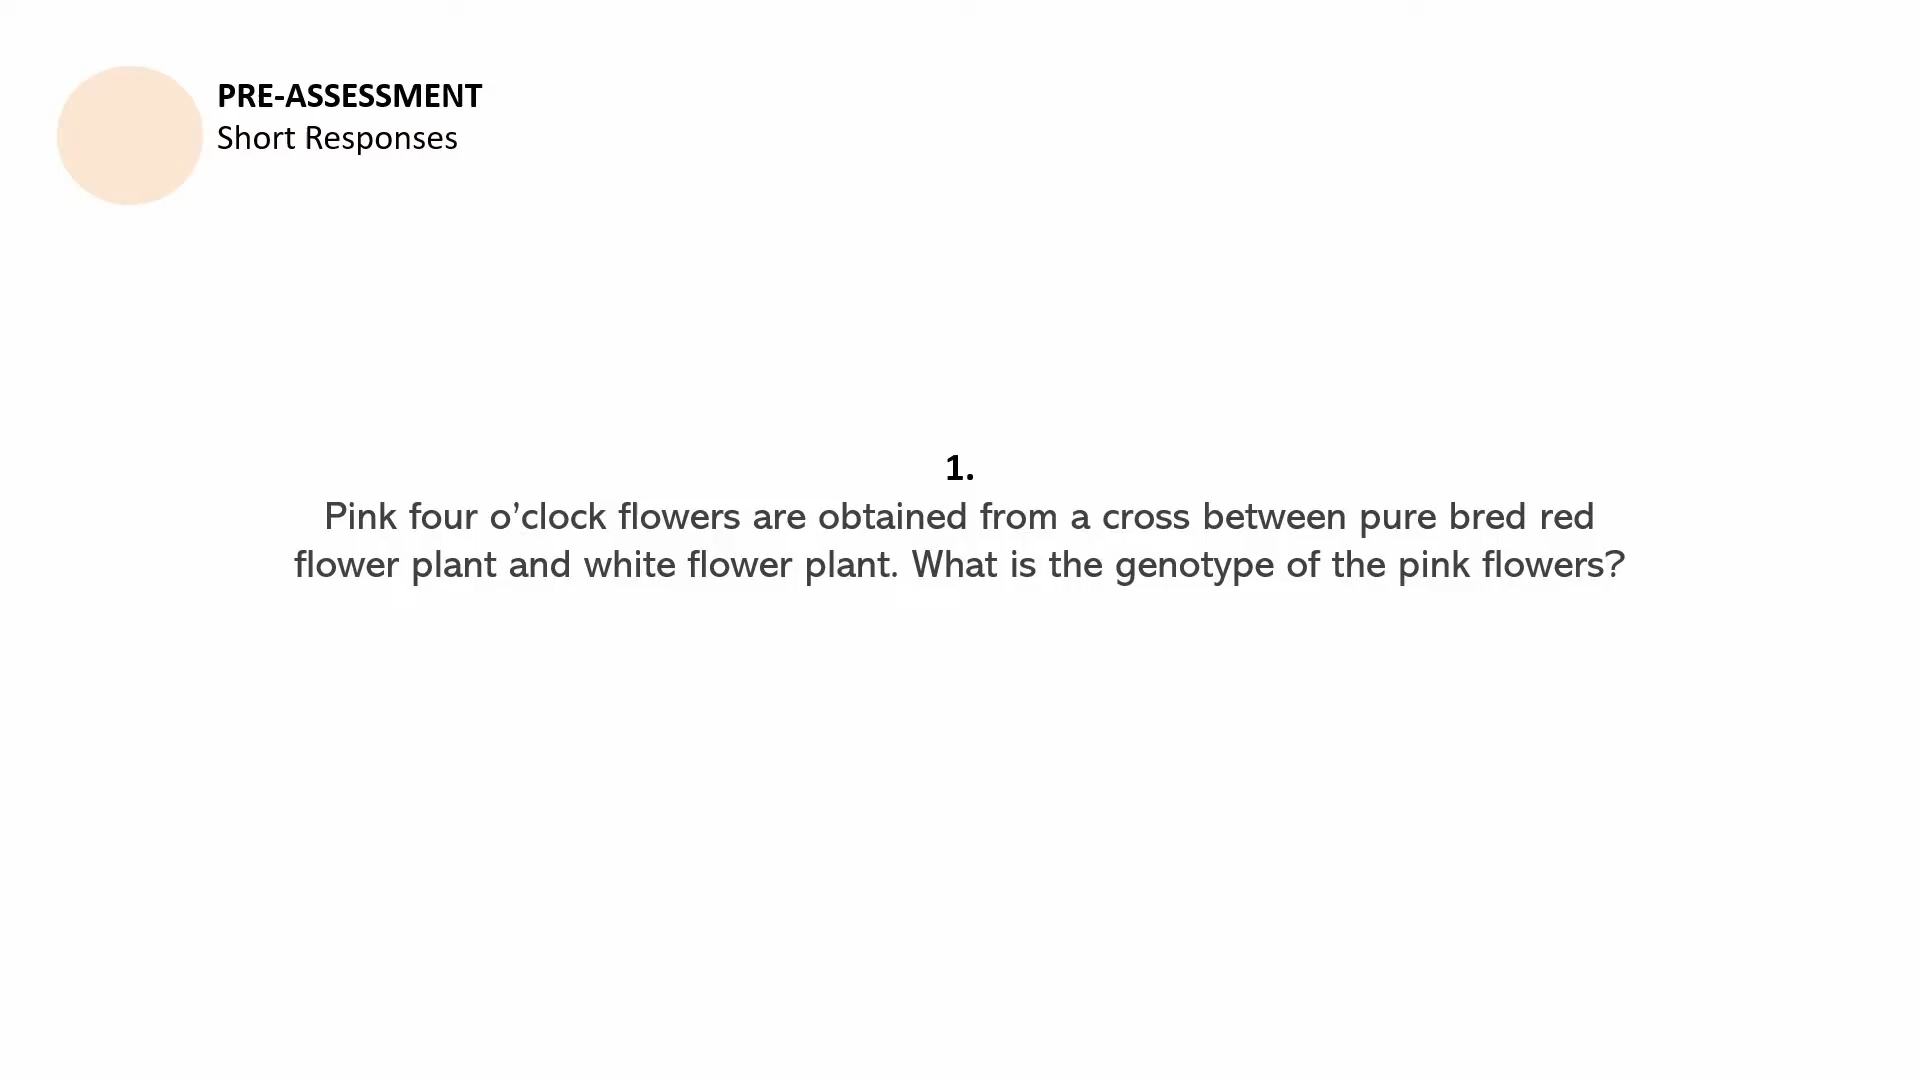 PRE-ASSESSMENT
Short Responses
1.
Pink four o’clock flowers are obtained from a cross between pure bred red
flower plant and white flower plant. What is the genotype of the pink flowers?